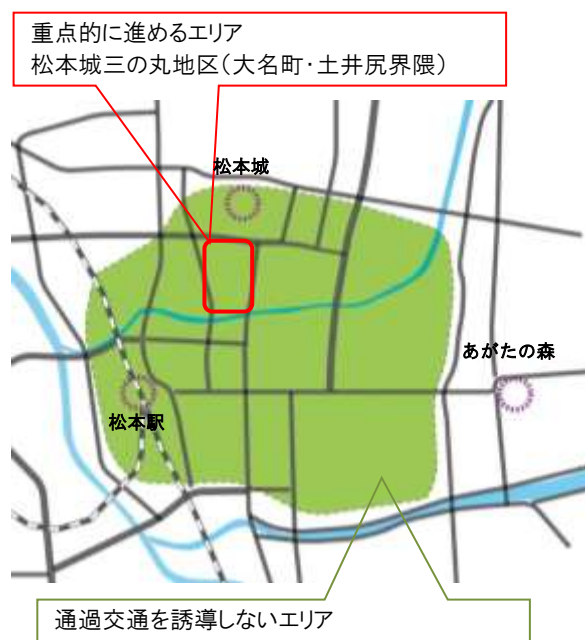 重点的に進めるエリア
松本城三の丸地区(大名町・土井尻界隈)
松本城
あがたの森
松本駅
通過交通を誘導しないエリア